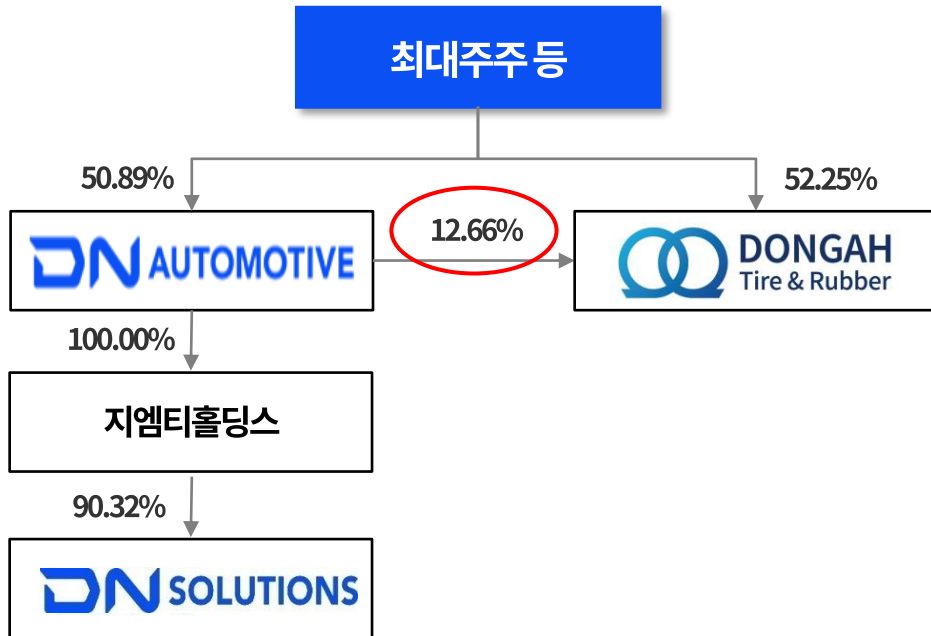 최대주주 등
50.89%
52.25%
12.66%
DN AUTOMOTIVE
DONGAH
Tire & Rubber
100.00%
지엠티홀딩스
90.32%
DN SOLUTIONS